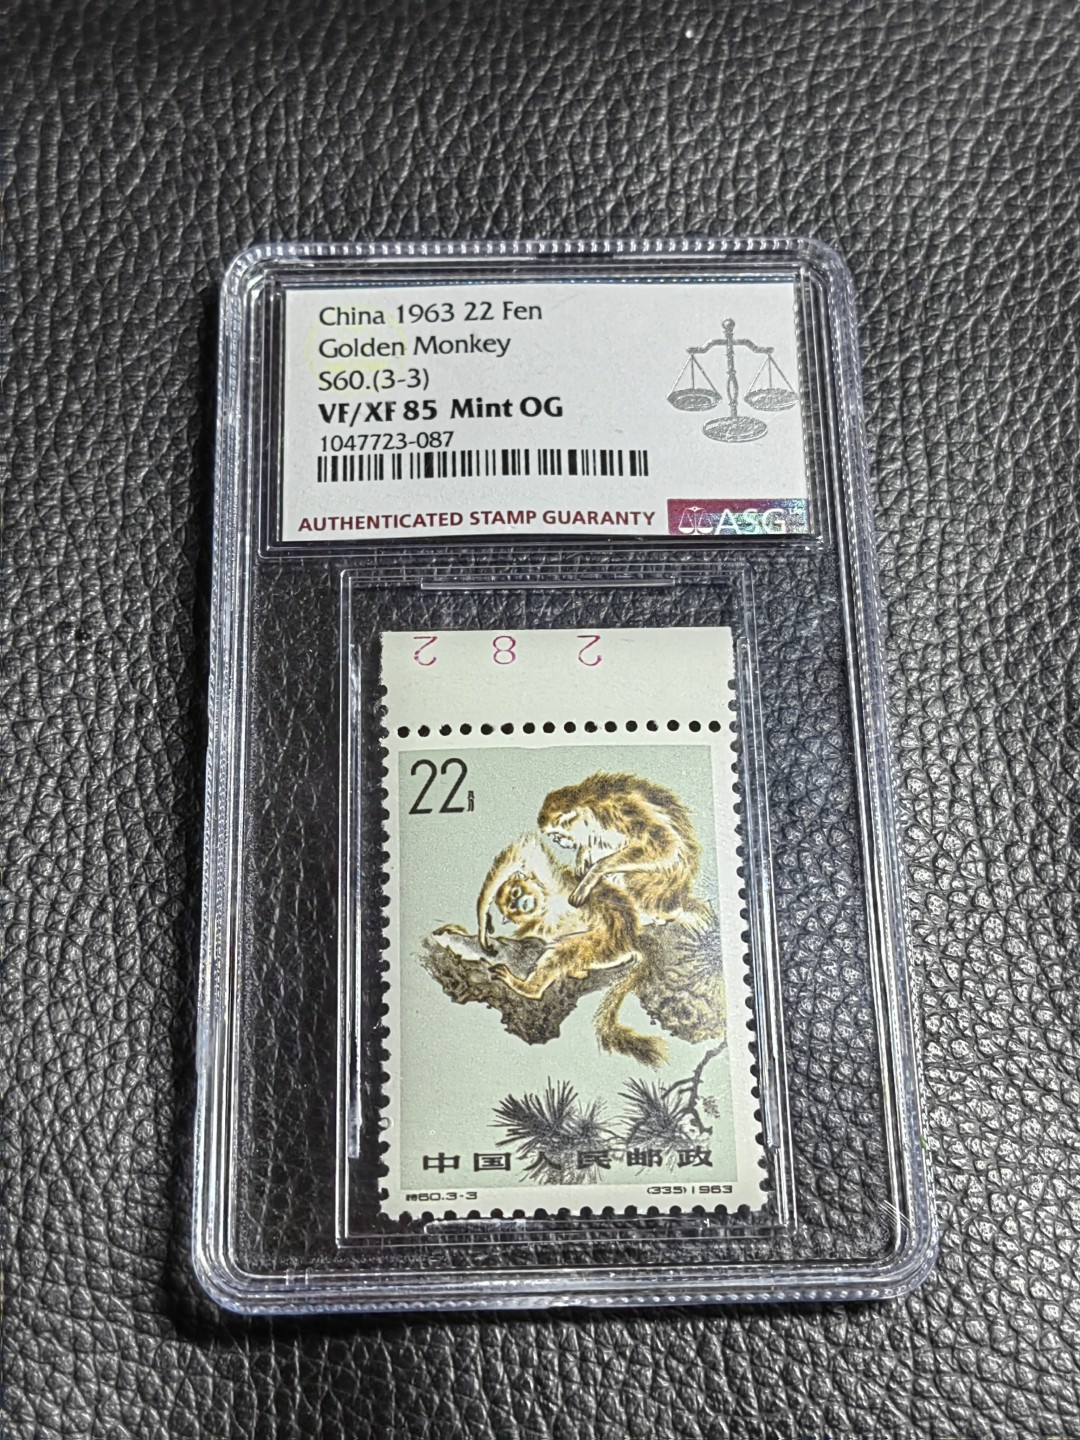 China 1963 22 Fen
Golden Monkey
S60.(3-3)
VF/XF 85 Mint OG
1047723-087
AUTHENTICATED STAMP GUARANTY ASG
2 8 2
22分
中国人民邮政
特60.3-3 (335) 1963